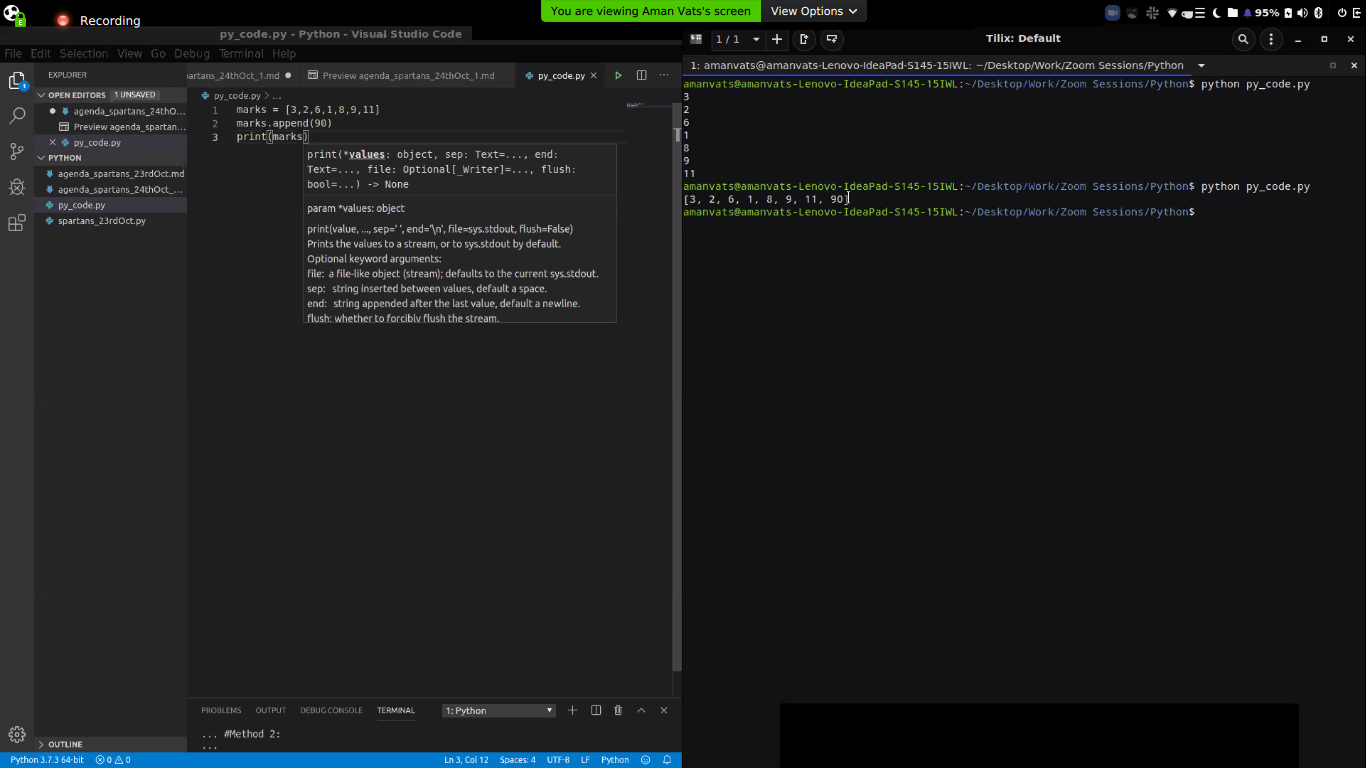 Recording
You are viewing Aman Vats's screen
View Options
95%
py_code.py - Python - Visual Studio Code
File Edit Selection View Go Debug Terminal Help
EXPLORER
OPEN EDITORS 1 UNSAVED
agenda_spartans_24thO...
Preview agenda_spartan...
py_code.py
PYTHON
agenda_spartans_23rdOct.md
agenda_spartans_24thOct_...
py_code.py
spartans_23rdOct.py
OUTLINE
artans_24thOct_1.md
Preview agenda_spartans_24thOct_1.md
py_code.py
py_code.py > ...
1 marks = [3,2,6,1,8,9,11]
2 marks.append(90)
3 print(marks)
print(*values: object, sep: Text=..., end:
Text=..., file: Optional[_Writer]=..., flush:
bool=...) -> None
param *values: object
print(value, ..., sep=' ', end='\n', file=sys.stdout, flush=False)
Prints the values to a stream, or to sys.stdout by default.
Optional keyword arguments:
file: a file-like object (stream); defaults to the current sys.stdout.
sep: string inserted between values, default a space.
end: string appended after the last value, default a newline.
flush: whether to forcibly flush the stream.
PROBLEMS OUTPUT DEBUG CONSOLE TERMINAL 1: Python
... #Method 2:
...
Python 3.7.3 64-bit 0 0 Ln 3, Col 12 Spaces: 4 UTF-8 LF Python
1 / 1 Tilix: Default
1: amanvats@amanvats-Lenovo-IdeaPad-S145-15IWL: ~/Desktop/Work/Zoom Sessions/Python
amanvats@amanvats-Lenovo-IdeaPad-S145-15IWL:~/Desktop/Work/Zoom Sessions/Python$ python py_code.py
3
2
6
1
8
9
11
amanvats@amanvats-Lenovo-IdeaPad-S145-15IWL:~/Desktop/Work/Zoom Sessions/Python$ python py_code.py
[3, 2, 6, 1, 8, 9, 11, 90]
amanvats@amanvats-Lenovo-IdeaPad-S145-15IWL:~/Desktop/Work/Zoom Sessions/Python$